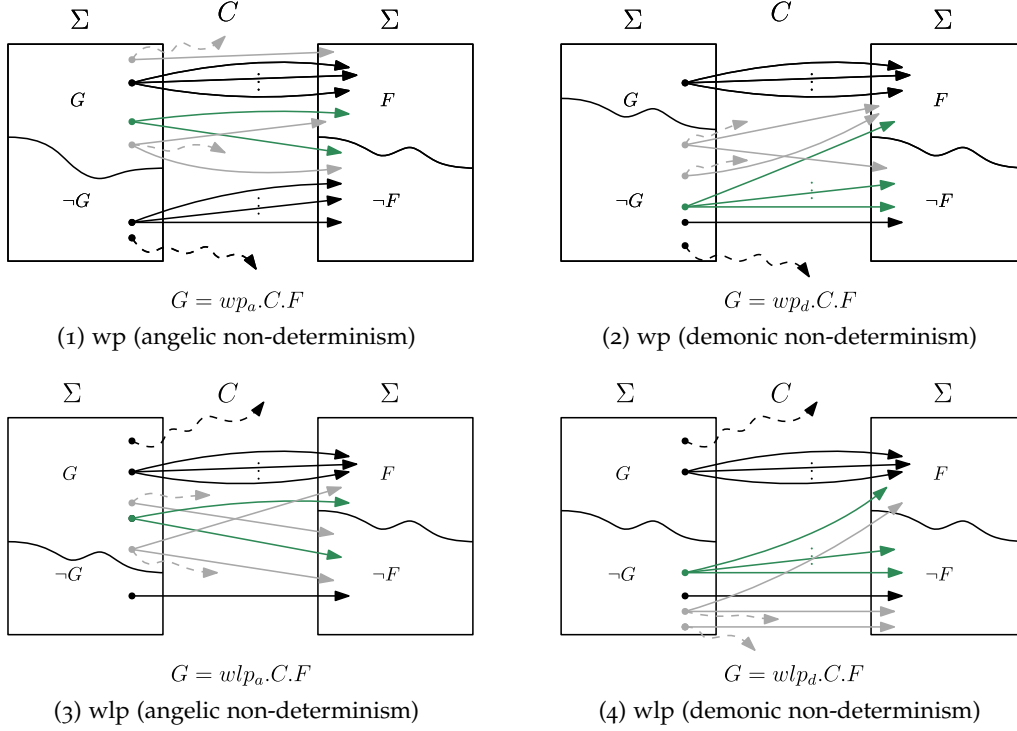 Σ C Σ
G F
¬G ¬F
G = wp_a.C.F
(1) wp (angelic non-determinism)
Σ C Σ
G F
¬G ¬F
G = wp_d.C.F
(2) wp (demonic non-determinism)
Σ C Σ
G F
¬G ¬F
G = wlp_a.C.F
(3) wlp (angelic non-determinism)
Σ C Σ
G F
¬G ¬F
G = wlp_d.C.F
(4) wlp (demonic non-determinism)